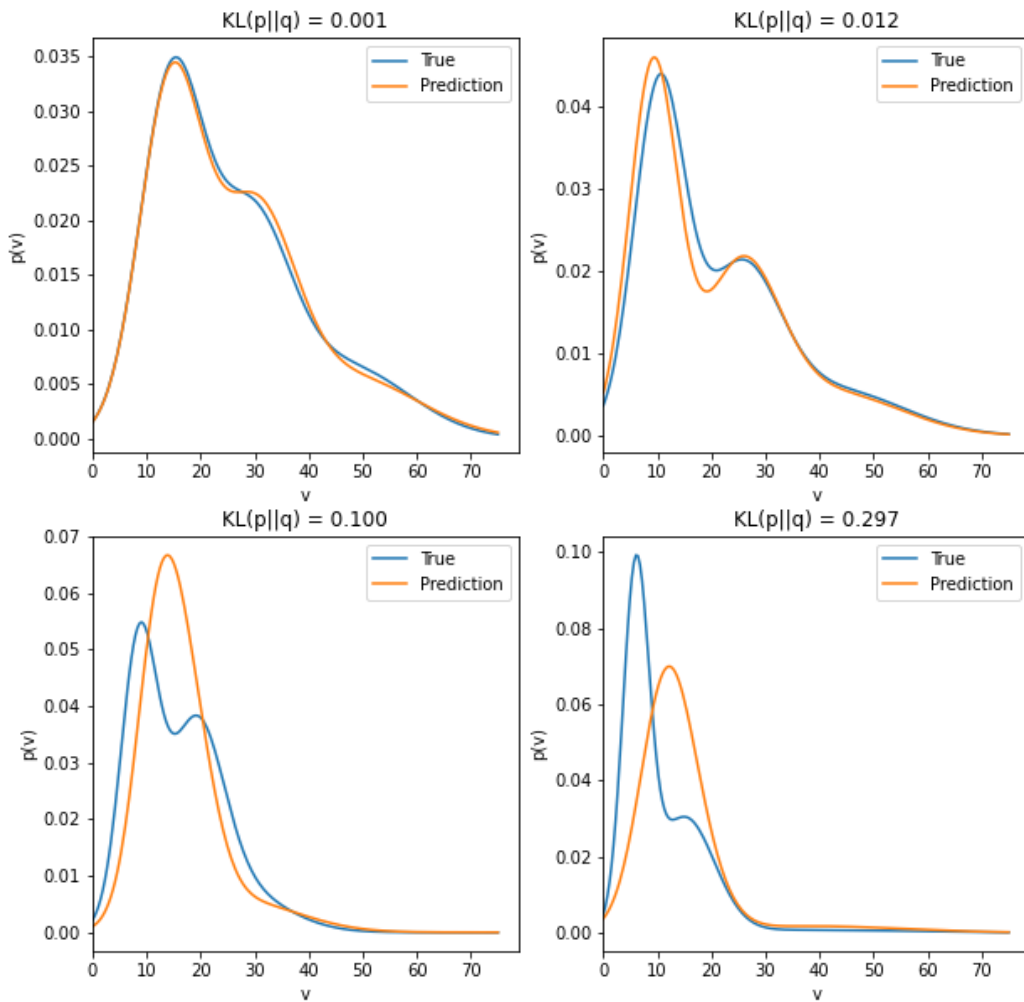 KL(p||q) = 0.001
True
Prediction
0.035
0.030
0.025
0.020
0.015
0.010
0.005
0.000
p(v)
0 10 20 30 40 50 60 70
v
KL(p||q) = 0.012
True
Prediction
0.04
0.03
0.02
0.01
0.00
p(v)
0 10 20 30 40 50 60 70
v
KL(p||q) = 0.100
True
Prediction
0.07
0.06
0.05
0.04
0.03
0.02
0.01
0.00
p(v)
0 10 20 30 40 50 60 70
v
KL(p||q) = 0.297
True
Prediction
0.10
0.08
0.06
0.04
0.02
0.00
p(v)
0 10 20 30 40 50 60 70
v